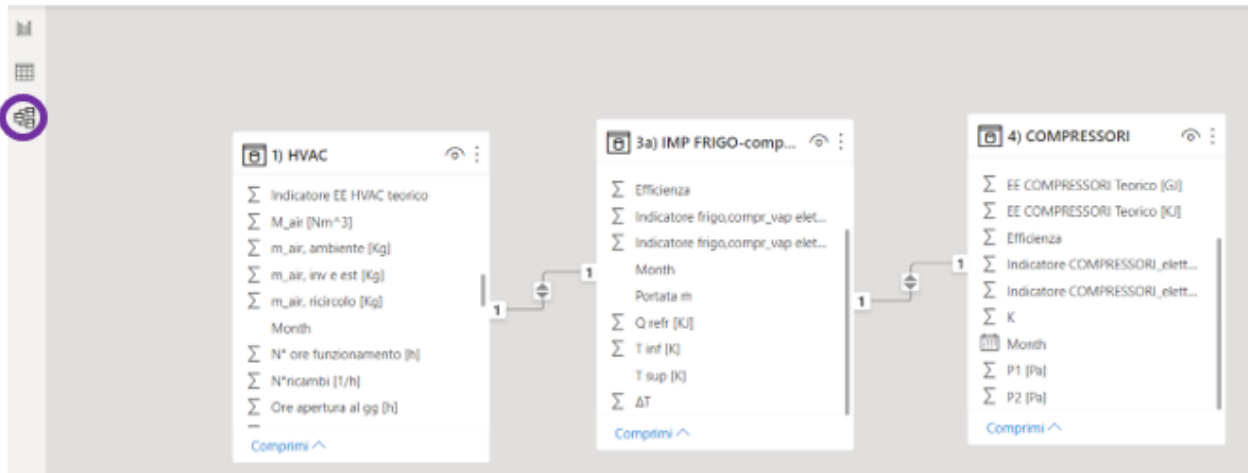 1) HVAC
Indicatore EE HVAC teorico
M_air [Nm^3]
m_air, ambiente [Kg]
m_air, inv e est [Kg]
m_air, ricircolo [Kg]
Month
N° ore funzionamento [h]
N°ricambi [1/h]
Ore apertura al gg [h]
Comprimi
1
1
3a) IMP FRIGO-comp...
Efficienza
Indicatore frigo,compr_vap elet...
Indicatore frigo,compr_vap elet...
Month
Portata ṁ
Q refr [KJ]
T inf [K]
T sup [K]
ΔT
Comprimi
1
1
4) COMPRESSORI
EE COMPRESSORI Teorico [GJ]
EE COMPRESSORI Teorico [KJ]
Efficienza
Indicatore COMPRESSORI_elett...
Indicatore COMPRESSORI_elett...
K
Month
P1 [Pa]
P2 [Pa]
Comprimi